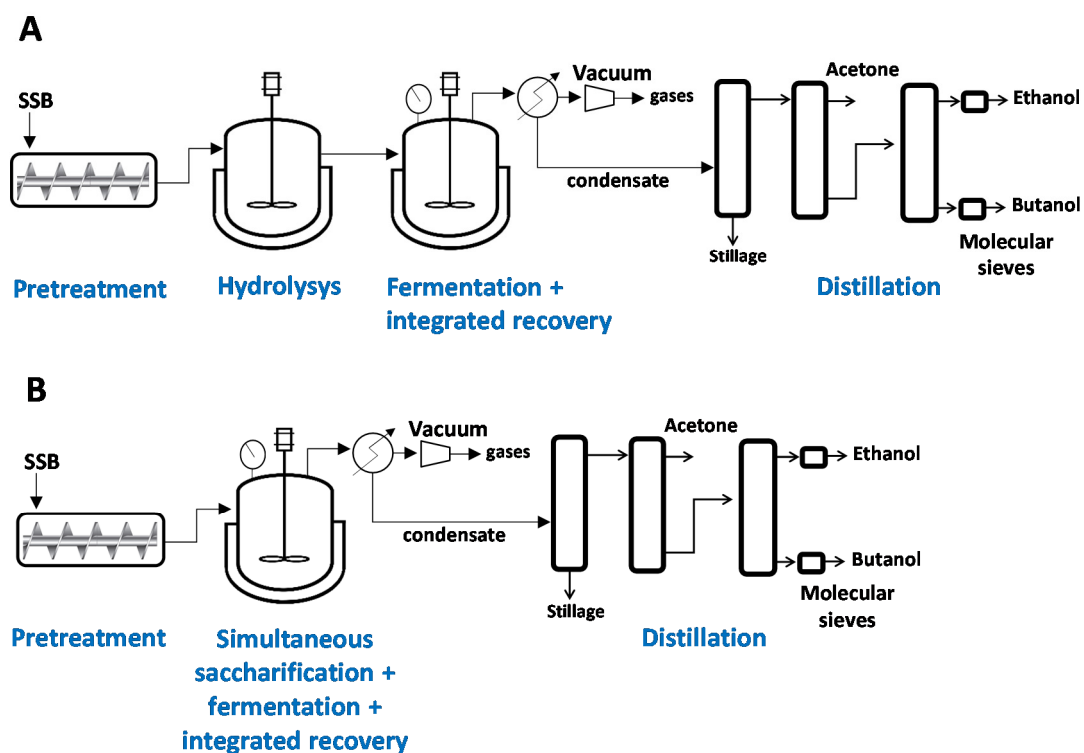 A
SSB
Vacuum
gases
Acetone
Ethanol
condensate
Butanol
Stillage
Molecular
sieves
Pretreatment
Hydrolysys
Fermentation +
integrated recovery
Distillation
B
SSB
Vacuum
gases
Acetone
Ethanol
condensate
Butanol
Stillage
Molecular
sieves
Pretreatment
Simultaneous
saccharification +
fermentation +
integrated recovery
Distillation